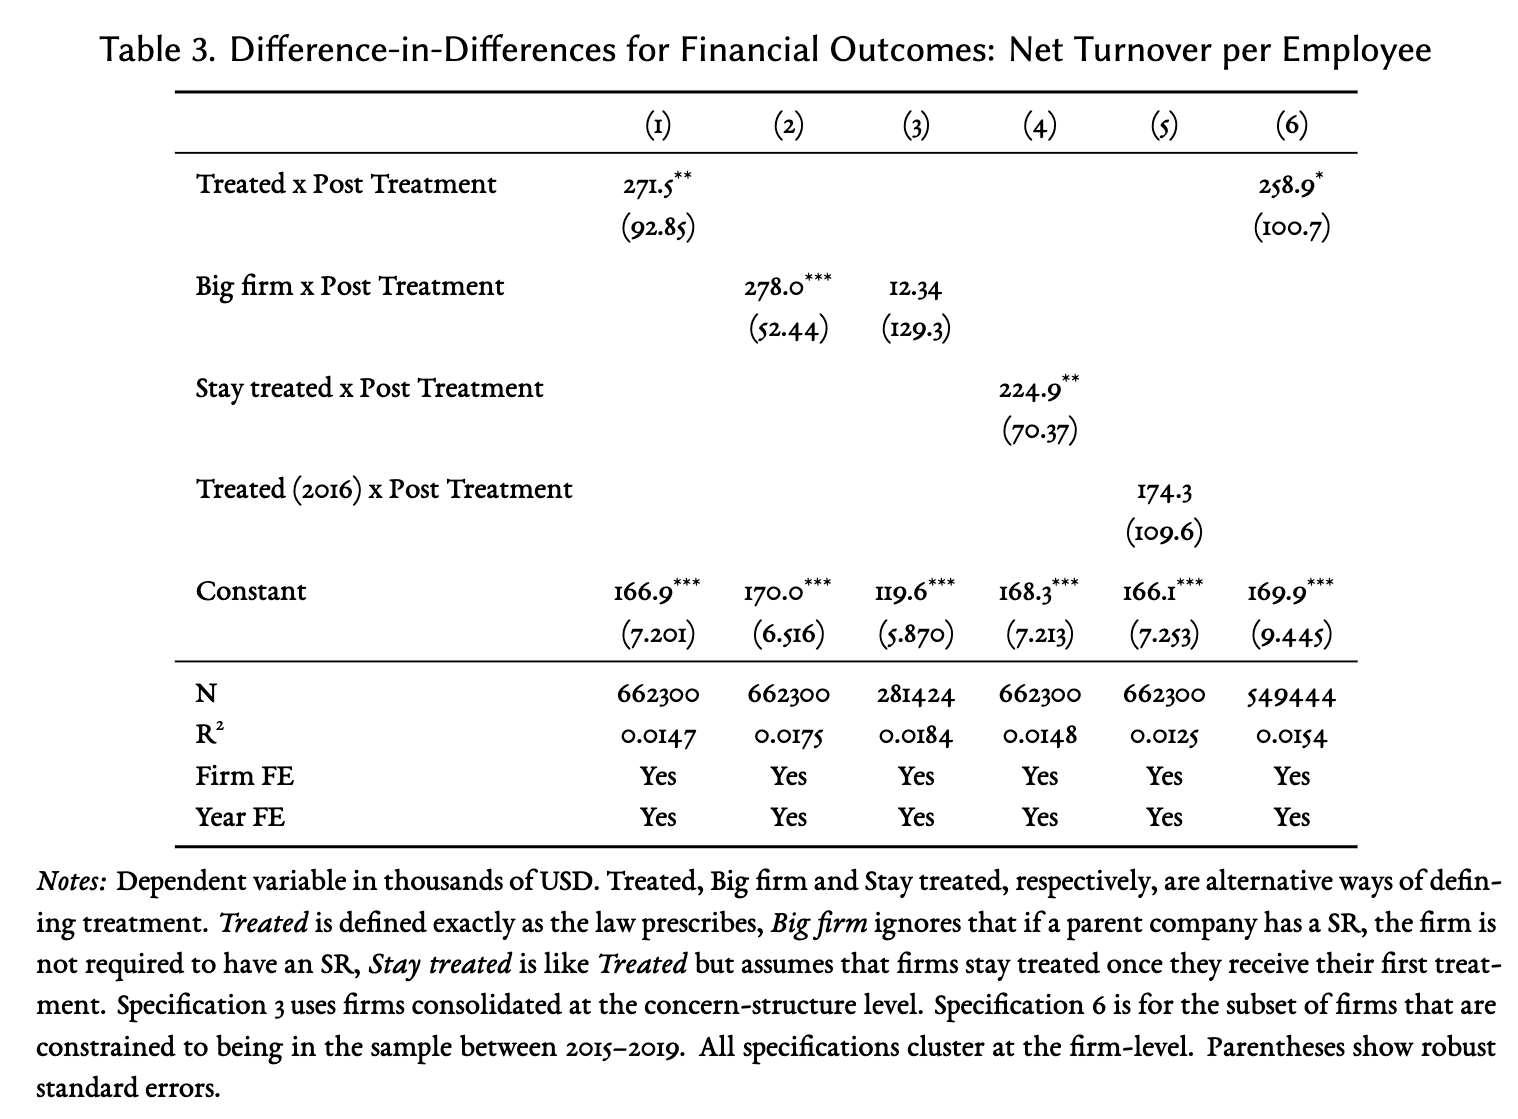 Table 3. Difference-in-Differences for Financial Outcomes: Net Turnover per Employee
(1) (2) (3) (4) (5) (6)
Treated x Post Treatment 271.5** 258.9*
(92.85) (100.7)
Big firm x Post Treatment 278.0*** 12.34
(52.44) (129.3)
Stay treated x Post Treatment 224.9**
(70.37)
Treated (2016) x Post Treatment 174.3
(109.6)
Constant 166.9*** 170.0*** 119.6*** 168.3*** 166.1*** 169.9***
(7.201) (6.516) (5.870) (7.213) (7.253) (9.445)
N 662300 662300 281424 662300 662300 549444
R² 0.0147 0.0175 0.0184 0.0148 0.0125 0.0154
Firm FE Yes Yes Yes Yes Yes Yes
Year FE Yes Yes Yes Yes Yes Yes
Notes: Dependent variable in thousands of USD. Treated, Big firm and Stay treated, respectively, are alternative ways of defin-
ing treatment. Treated is defined exactly as the law prescribes, Big firm ignores that if a parent company has a SR, the firm is
not required to have an SR, Stay treated is like Treated but assumes that firms stay treated once they receive their first treat-
ment. Specification 3 uses firms consolidated at the concern-structure level. Specification 6 is for the subset of firms that are
constrained to being in the sample between 2015–2019. All specifications cluster at the firm-level. Parentheses show robust
standard errors.